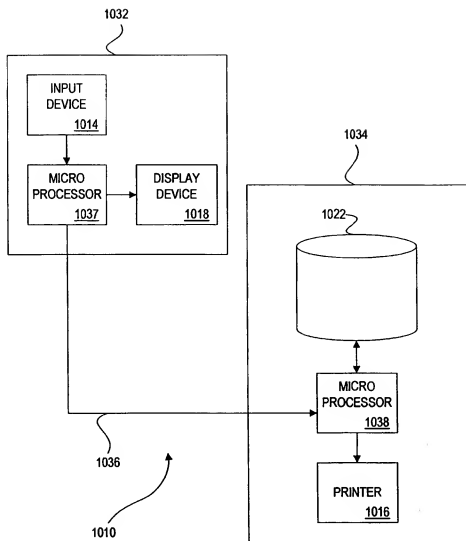 1032
INPUT
DEVICE
1014
MICRO
PROCESSOR
1037
DISPLAY
DEVICE
1018
1034
1022
MICRO
PROCESSOR
1038
1036
PRINTER
1016
1010